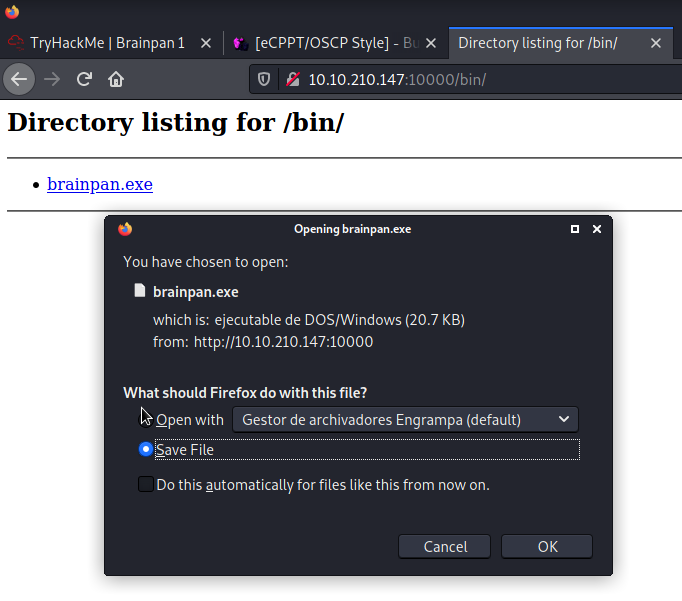 TryHackMe | Brainpan 1
[eCPPT/OSCP Style] - Bu
Directory listing for /bin/
10.10.210.147:10000/bin/
Directory listing for /bin/
brainpan.exe
Opening brainpan.exe
You have chosen to open:
brainpan.exe
which is: ejecutable de DOS/Windows (20.7 KB)
from: http://10.10.210.147:10000
What should Firefox do with this file?
Open with Gestor de archivadores Engrampa (default)
Save File
Do this automatically for files like this from now on.
Cancel OK